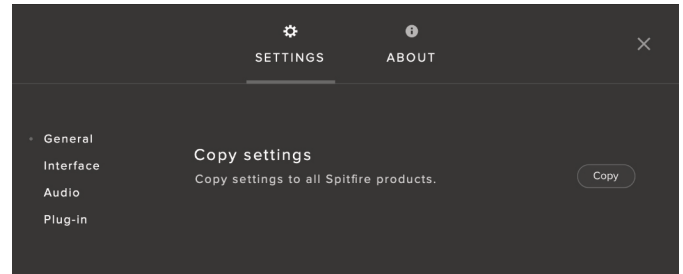 SETTINGS
ABOUT
General
Interface
Audio
Plug-in
Copy settings
Copy settings to all Spitfire products.
Copy